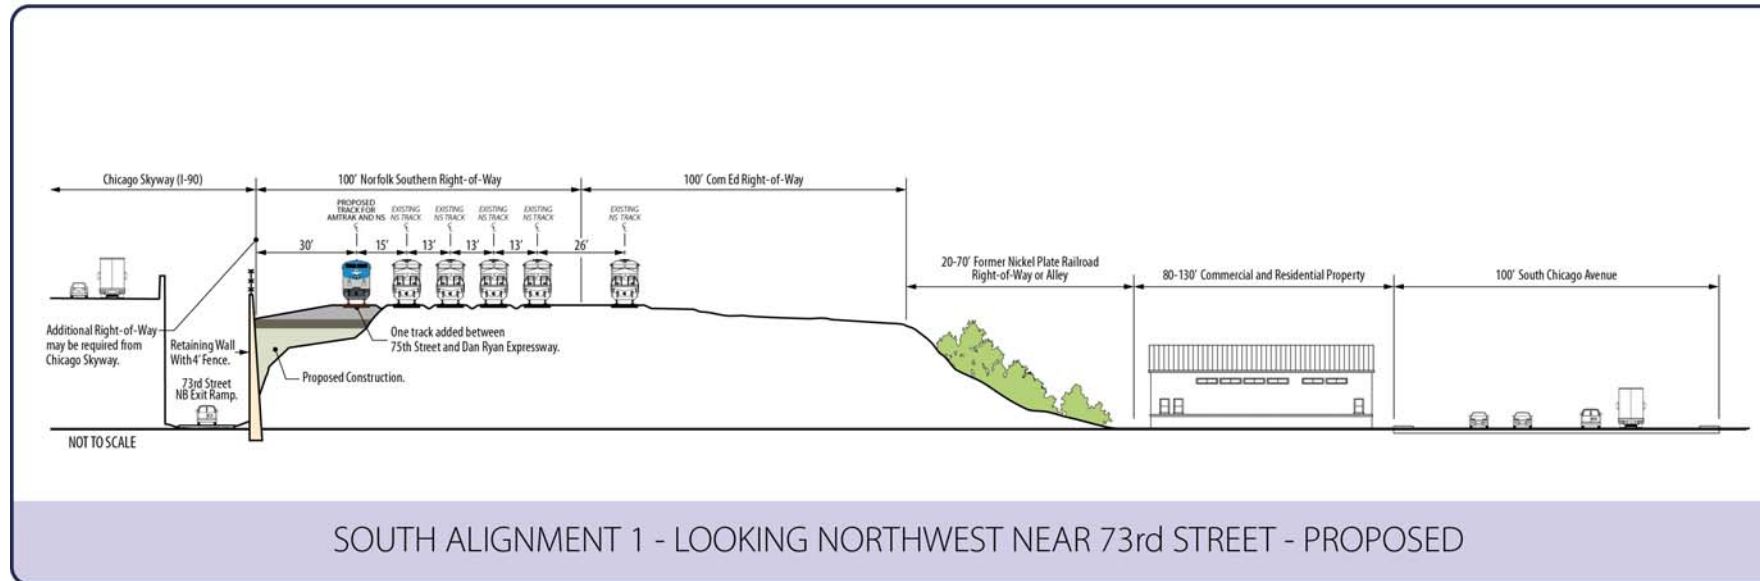 Chicago Skyway (I-90)
100' Norfolk Southern Right-of-Way
100' Com Ed Right-of-Way
PROPOSED
TRACK FOR
AMTRAK AND NS
℄
EXISTING
NS TRACK
℄
EXISTING
NS TRACK
℄
EXISTING
NS TRACK
℄
EXISTING
NS TRACK
℄
EXISTING
NS TRACK
℄
30'
15'
13'
13'
13'
26'
20-70' Former Nickel Plate Railroad
Right-of-Way or Alley
80-130' Commercial and Residential Property
100' South Chicago Avenue
Additional Right-of-Way
may be required from
Chicago Skyway.
Retaining Wall
With 4' Fence.
73rd Street
NB Exit Ramp.
One track added between
75th Street and Dan Ryan Expressway.
Proposed Construction.
NOT TO SCALE
SOUTH ALIGNMENT 1 - LOOKING NORTHWEST NEAR 73rd STREET - PROPOSED